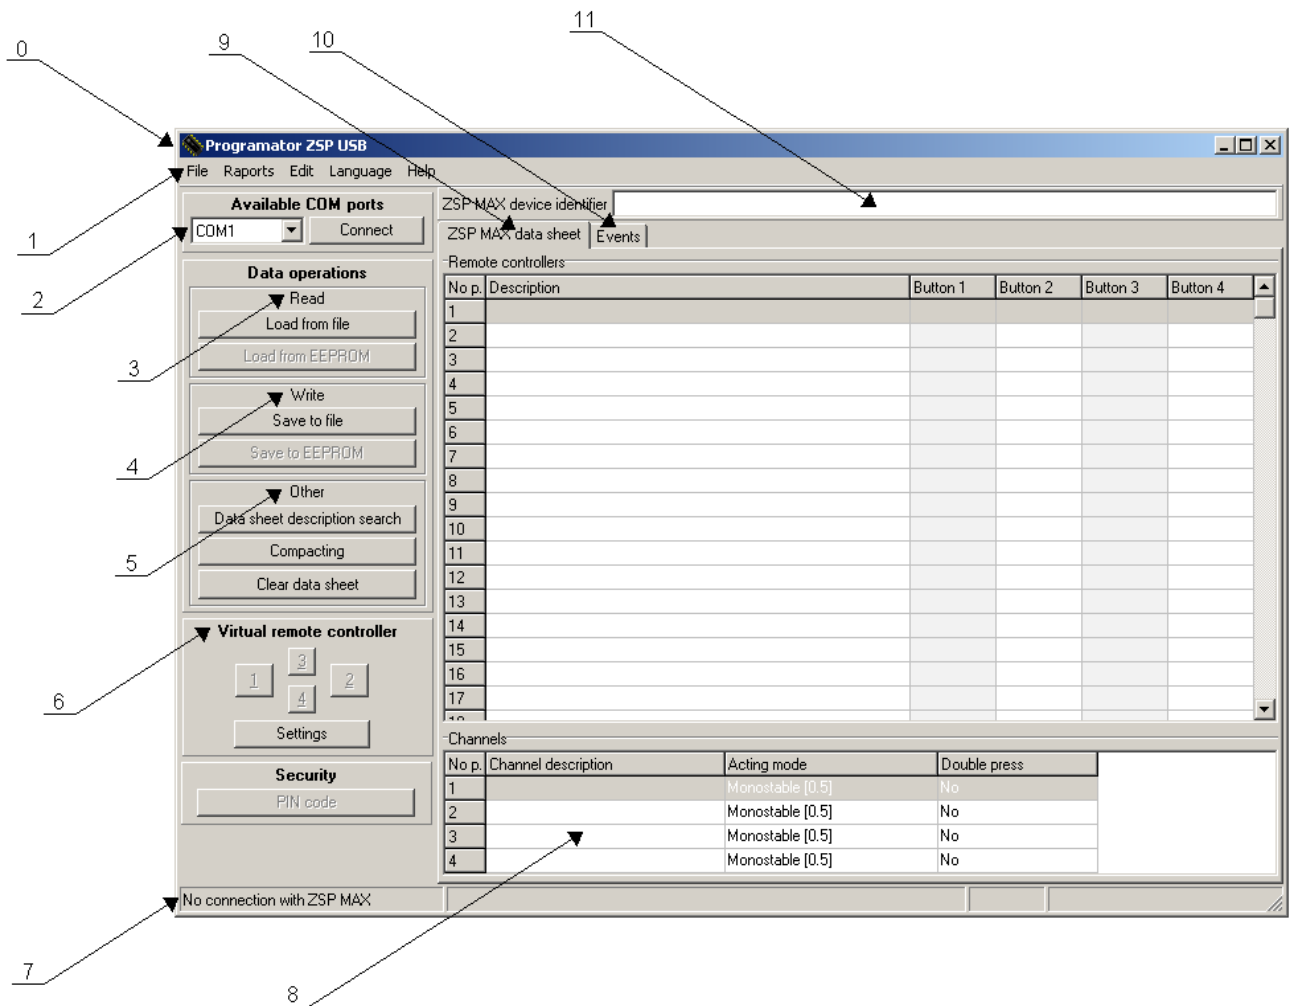 11
9
10
0
Programator ZSP USB
File Raports Edit Language Help
Available COM ports
ZSP MAX device identifier
COM1 Connect
1
ZSP MAX data sheet Events
Data operations
Remote controllers
2
Read
No p. Description Button 1 Button 2 Button 3 Button 4
Load from file
1
Load from EEPROM
2
3
3
Write
4
Save to file
5
Save to EEPROM
6
4
7
Other
8
Data sheet description search
9
Compacting
10
5
11
Clear data sheet
12
13
Virtual remote controller
14
3
15
1 2
16
4
17
6
18
Settings
Channels
Security
No p. Channel description Acting mode Double press
PIN code
1 Monostable [0.5] No
2 Monostable [0.5] No
3 Monostable [0.5] No
4 Monostable [0.5] No
No connection with ZSP MAX
7
8